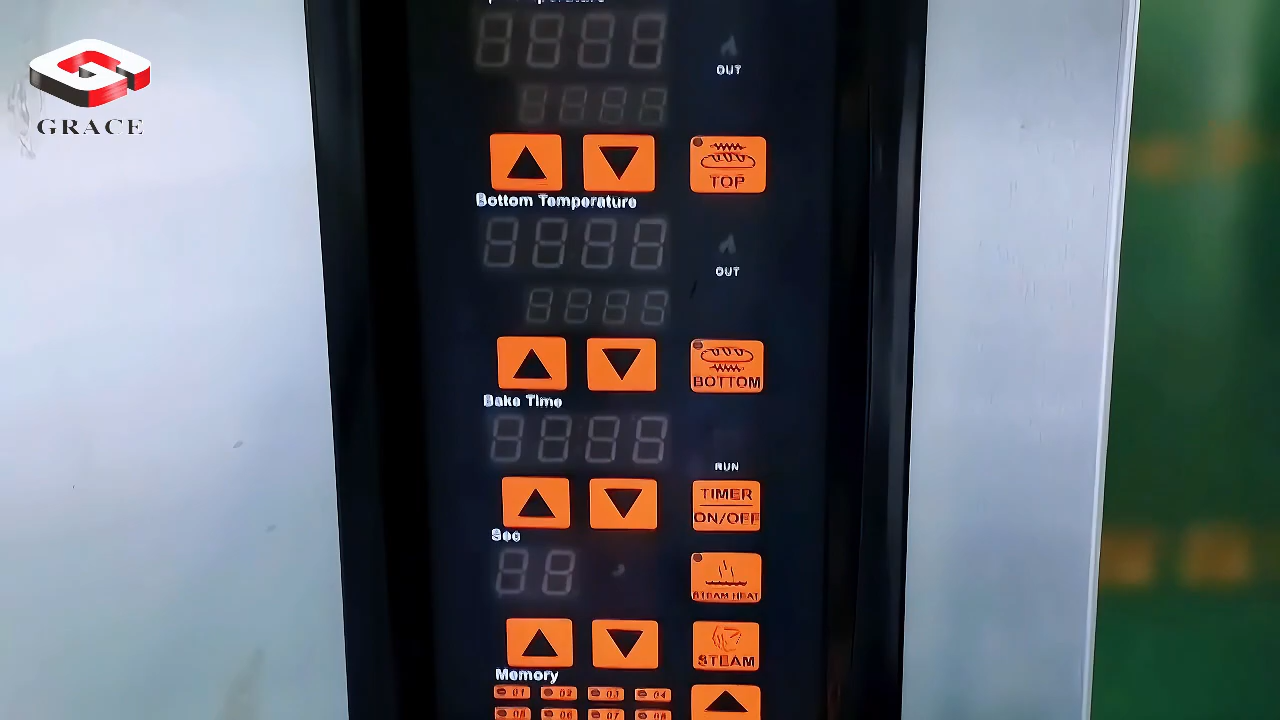 GRACE
OUT
TOP
Bottom Temperature
OUT
BOTTOM
Bake Time
RUN
TIMER
ON/OFF
Sec
STEAM HEAT
STEAM
Memory
01 02 03 04
05 06 07 08